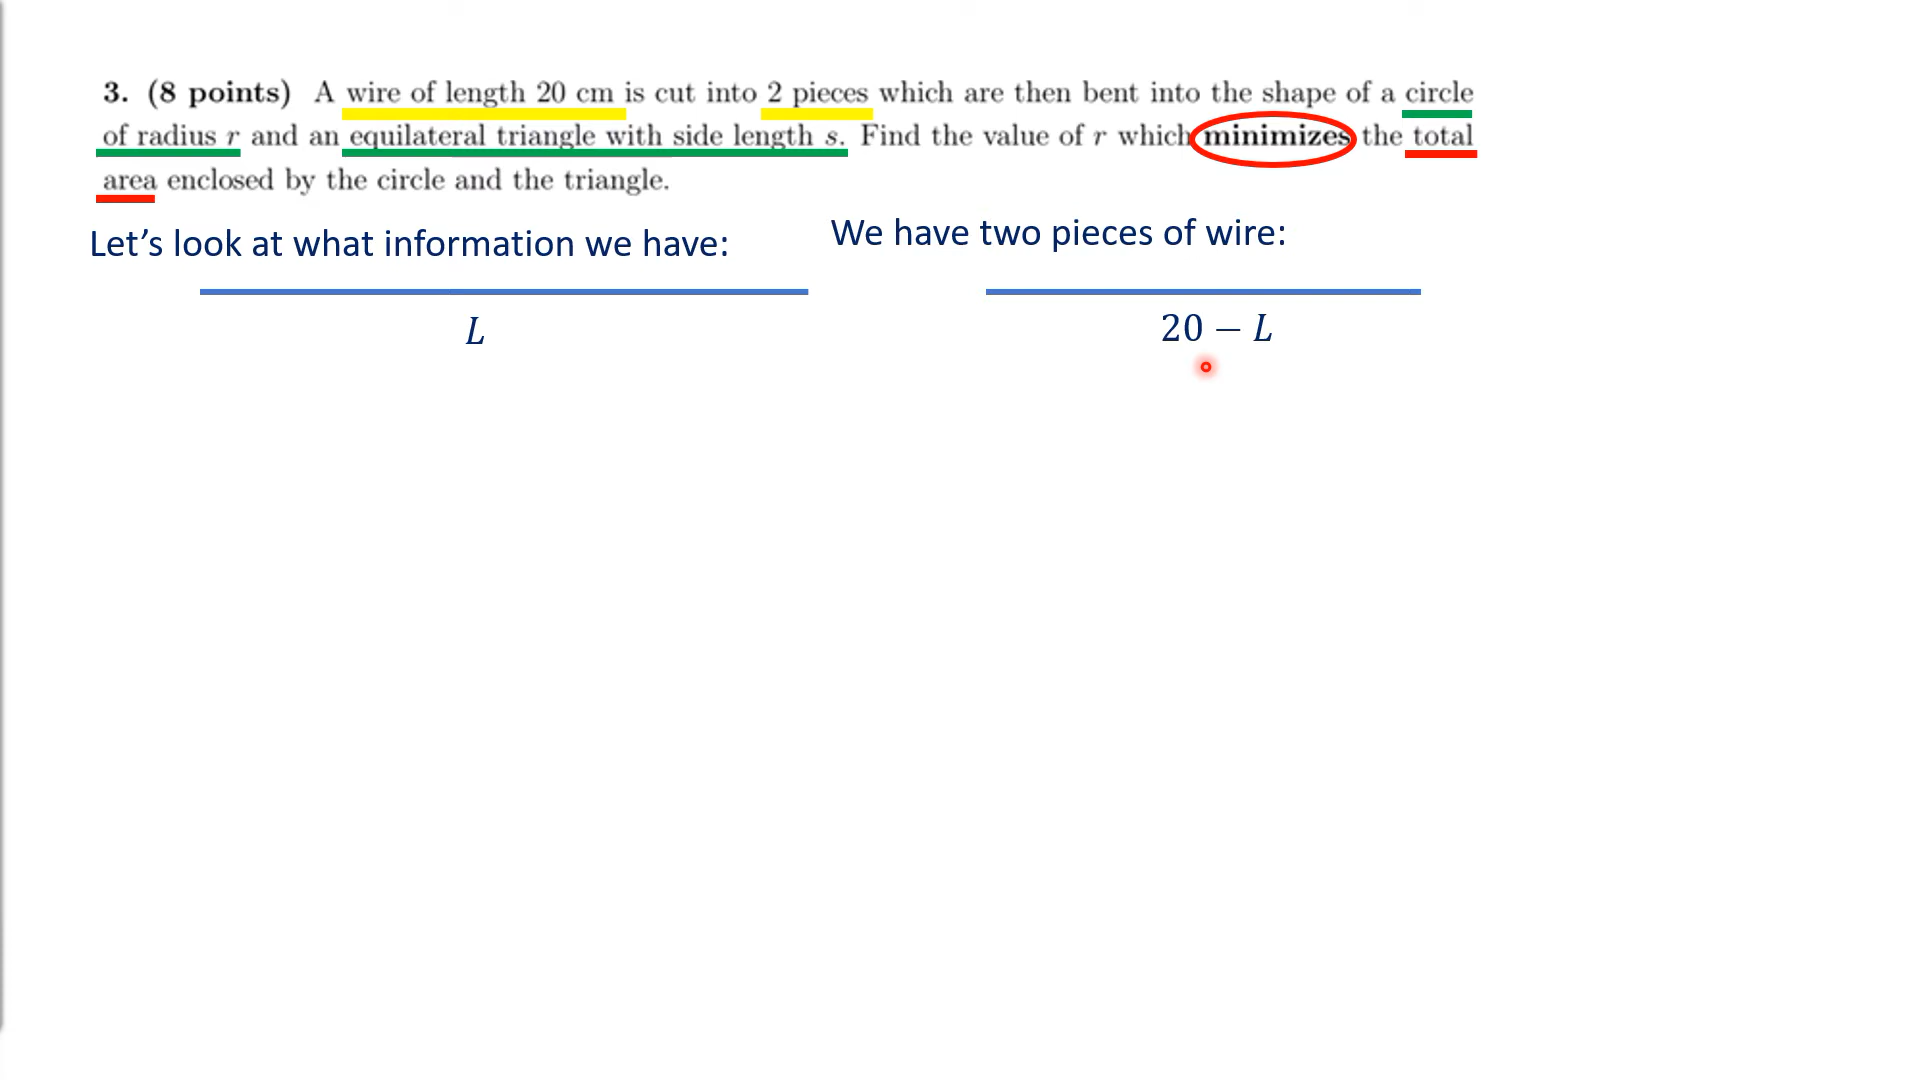 3. (8 points) A wire of length 20 cm is cut into 2 pieces which are then bent into the shape of a circle
of radius r and an equilateral triangle with side length s. Find the value of r which minimizes the total
area enclosed by the circle and the triangle.
Let’s look at what information we have:
We have two pieces of wire:
L
20 − L